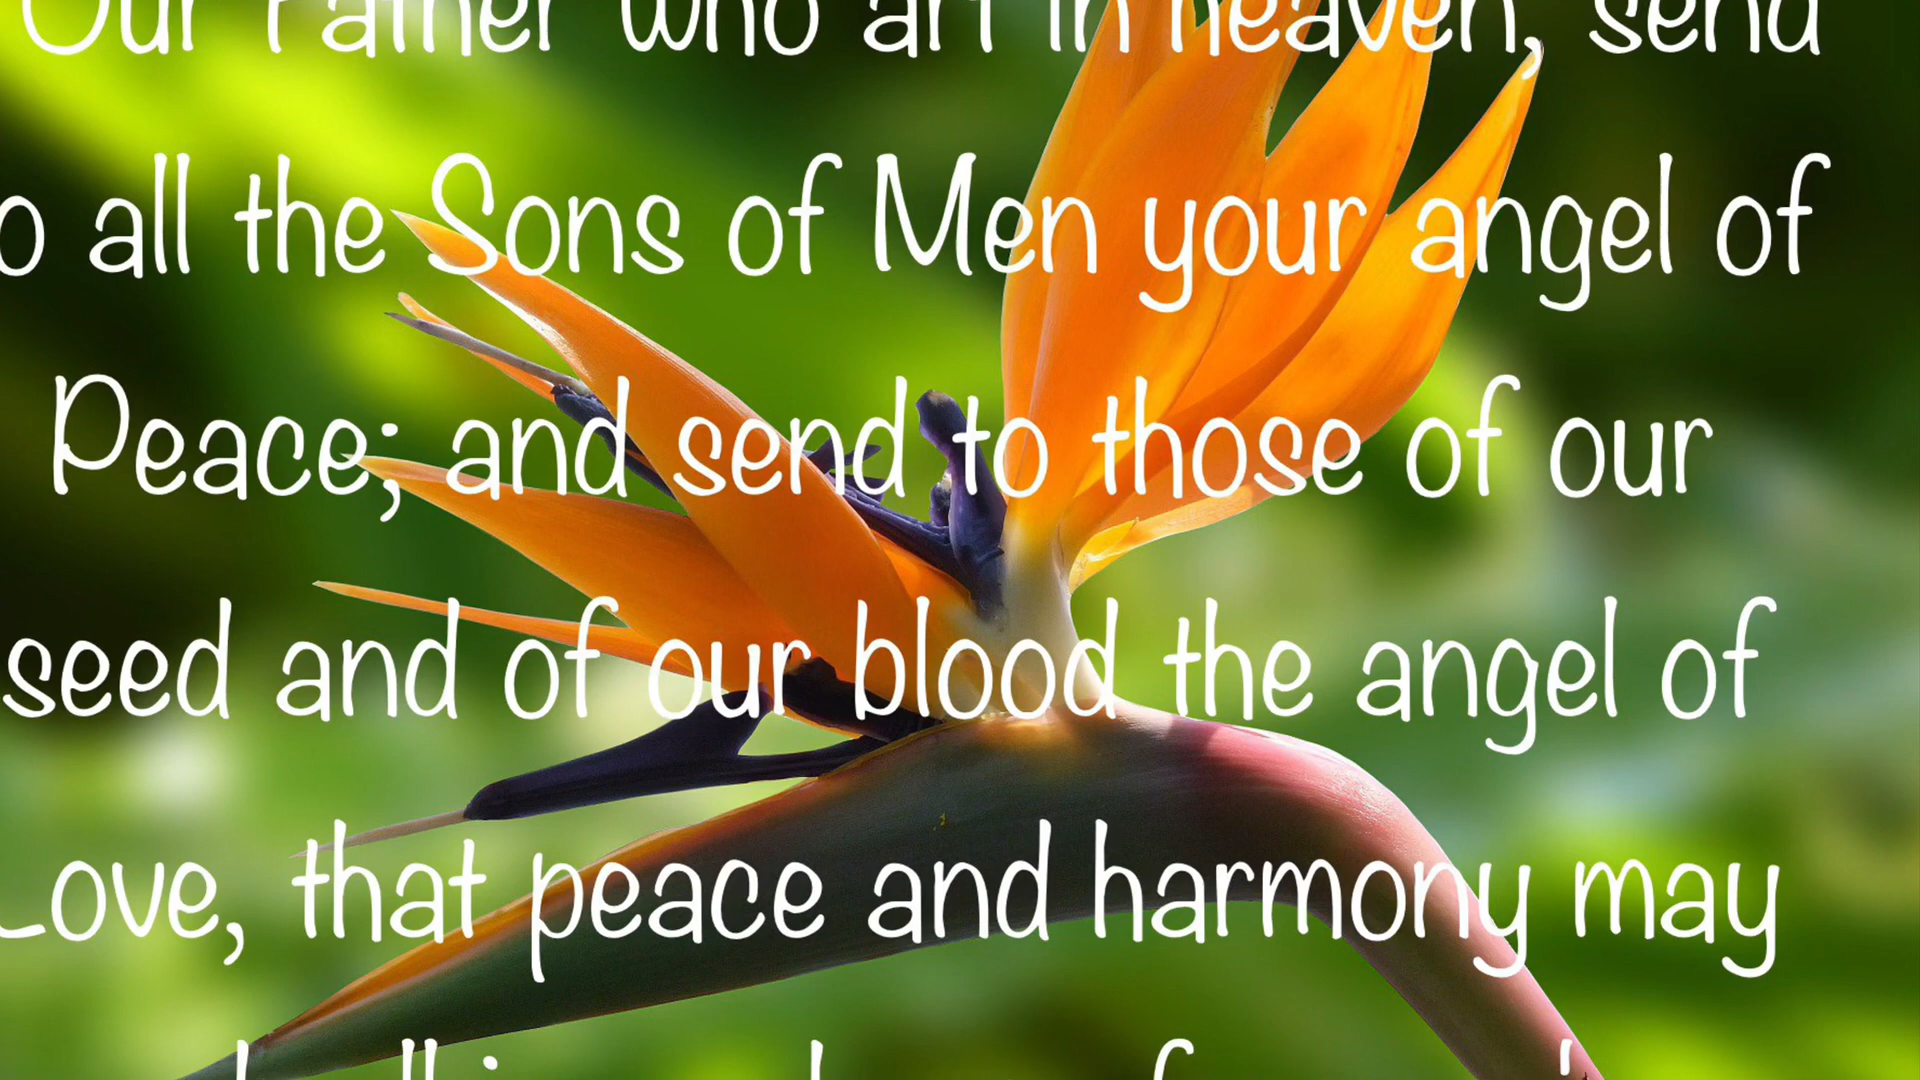 Our Father who art in heaven, send
o all the Sons of Men your angel of
Peace; and send to those of our
seed and of our blood the angel of
Love, that peace and harmony may